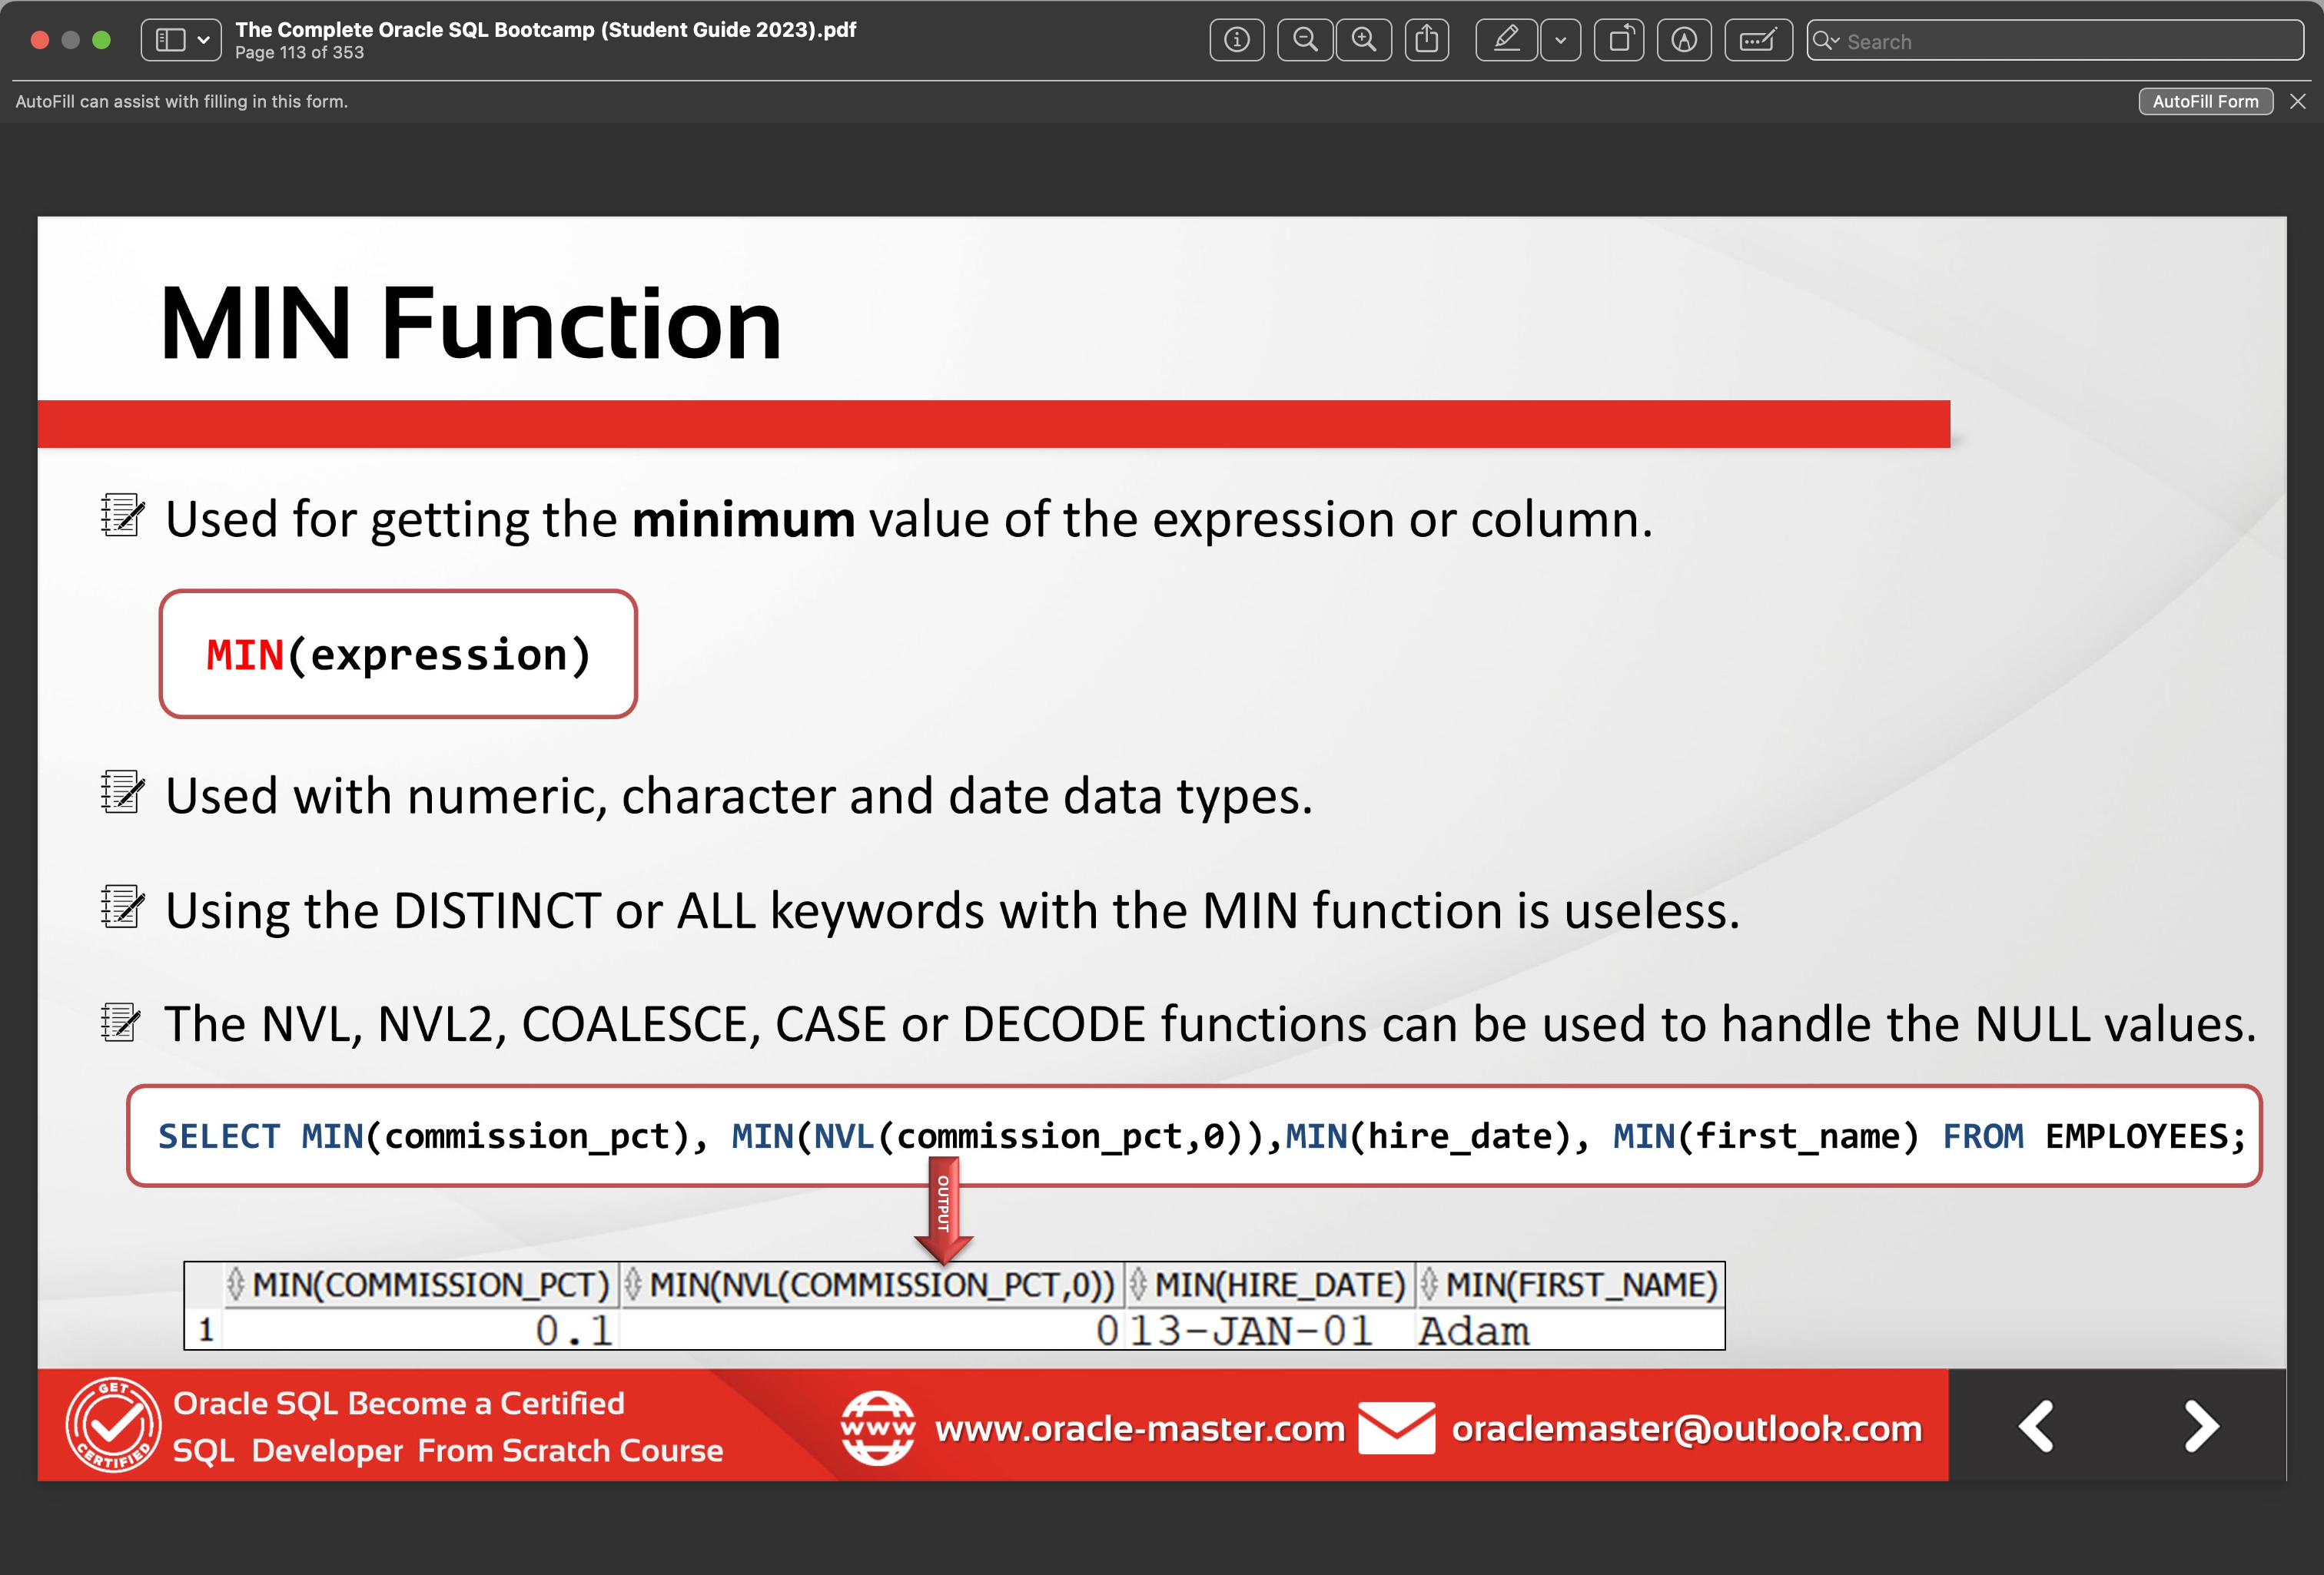 The Complete Oracle SQL Bootcamp (Student Guide 2023).pdf
Page 113 of 353
Search
AutoFill can assist with filling in this form.
AutoFill Form
MIN Function
Used for getting the minimum value of the expression or column.
MIN(expression)
Used with numeric, character and date data types.
Using the DISTINCT or ALL keywords with the MIN function is useless.
The NVL, NVL2, COALESCE, CASE or DECODE functions can be used to handle the NULL values.
SELECT MIN(commission_pct), MIN(NVL(commission_pct,0)),MIN(hire_date), MIN(first_name) FROM EMPLOYEES;
OUTPUT
MIN(COMMISSION_PCT) MIN(NVL(COMMISSION_PCT,0)) MIN(HIRE_DATE) MIN(FIRST_NAME)
1 0.1 0 13-JAN-01 Adam
GET CERTIFIED
Oracle SQL Become a Certified
SQL Developer From Scratch Course
WWW
www.oracle-master.com
oraclemaster@outlook.com